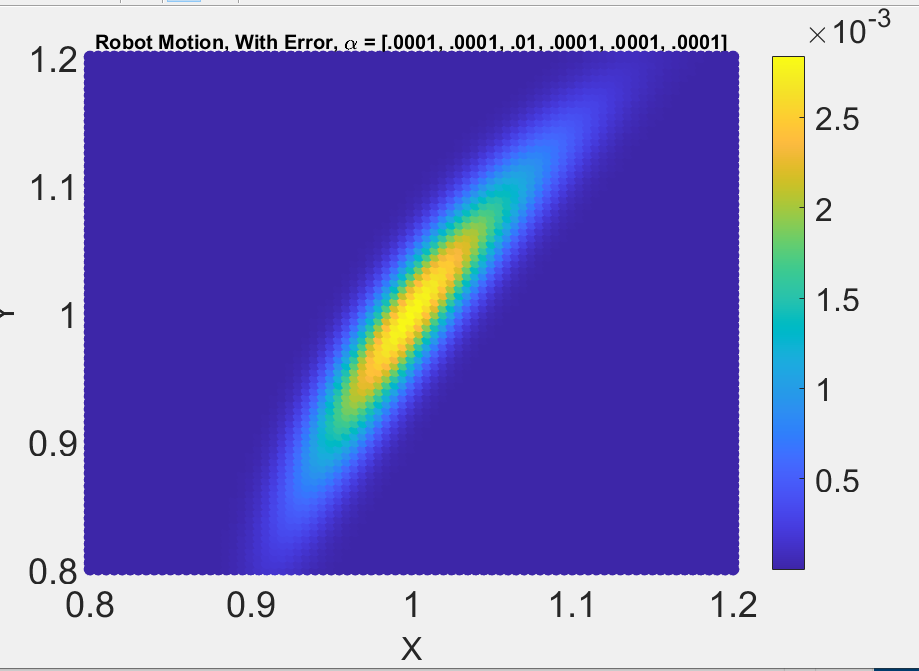 Robot Motion, With Error, α = [.0001, .0001, .01, .0001, .0001, .0001]
× 10⁻³
1.2
1.1
1
0.9
0.8
Y
0.8 0.9 1 1.1 1.2
X
2.5
2
1.5
1
0.5